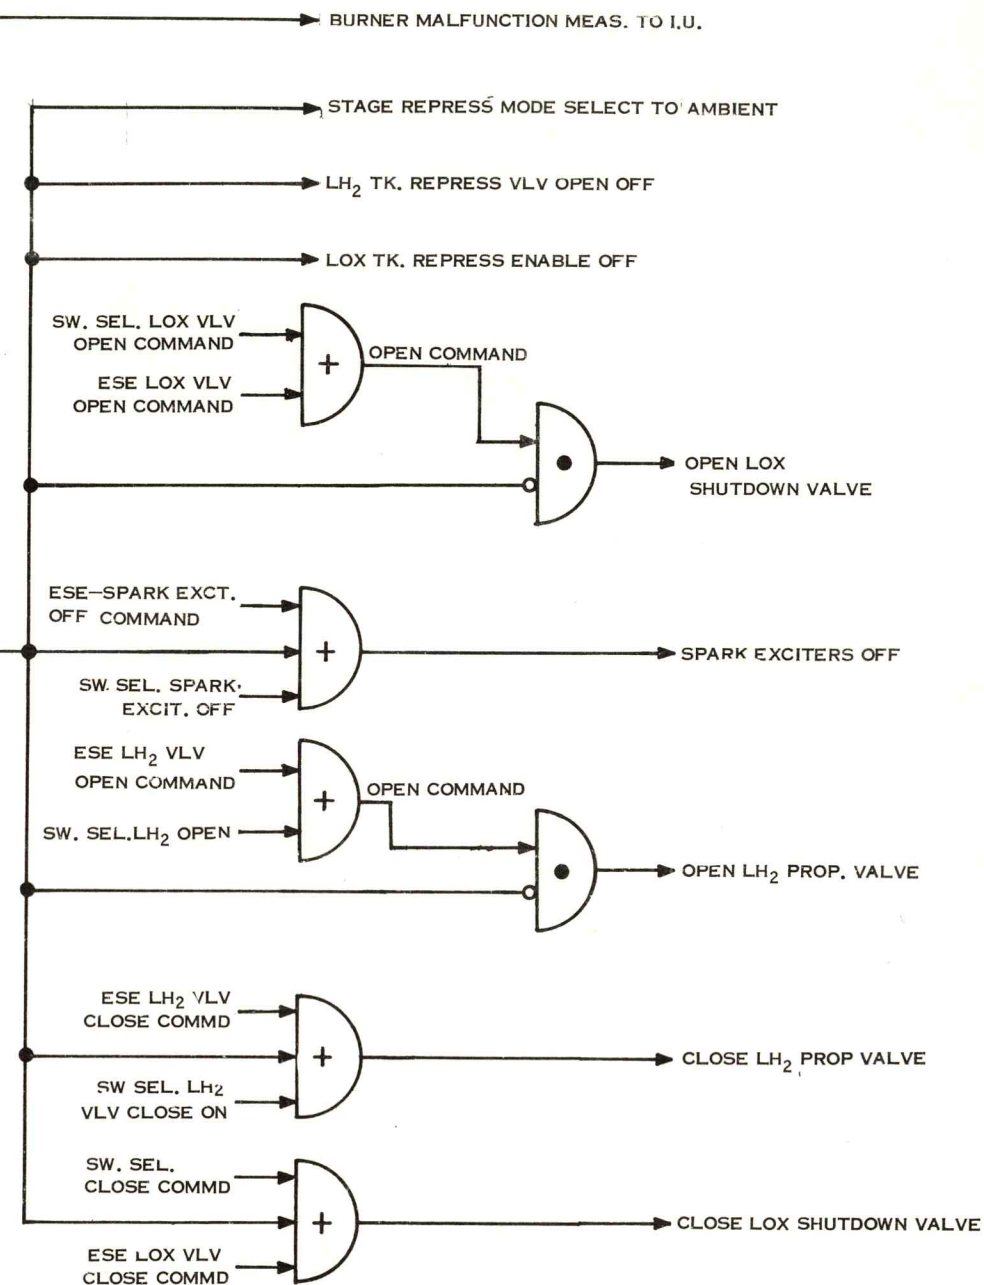 BURNER MALFUNCTION MEAS. TO I.U.
STAGE REPRESS MODE SELECT TO AMBIENT
LH2 TK. REPRESS VLV OPEN OFF
LOX TK. REPRESS ENABLE OFF
SW. SEL. LOX VLV
OPEN COMMAND
ESE LOX VLV
OPEN COMMAND
+
OPEN COMMAND
OPEN LOX
SHUTDOWN VALVE
ESE-SPARK EXCT.
OFF COMMAND
SW. SEL. SPARK
EXCIT. OFF
+
SPARK EXCITERS OFF
ESE LH2 VLV
OPEN COMMAND
SW. SEL.LH2 OPEN
+
OPEN COMMAND
OPEN LH2 PROP. VALVE
ESE LH2 VLV
CLOSE COMMD
SW SEL. LH2
VLV CLOSE ON
+
CLOSE LH2 PROP VALVE
SW. SEL.
CLOSE COMMD
ESE LOX VLV
CLOSE COMMD
+
CLOSE LOX SHUTDOWN VALVE